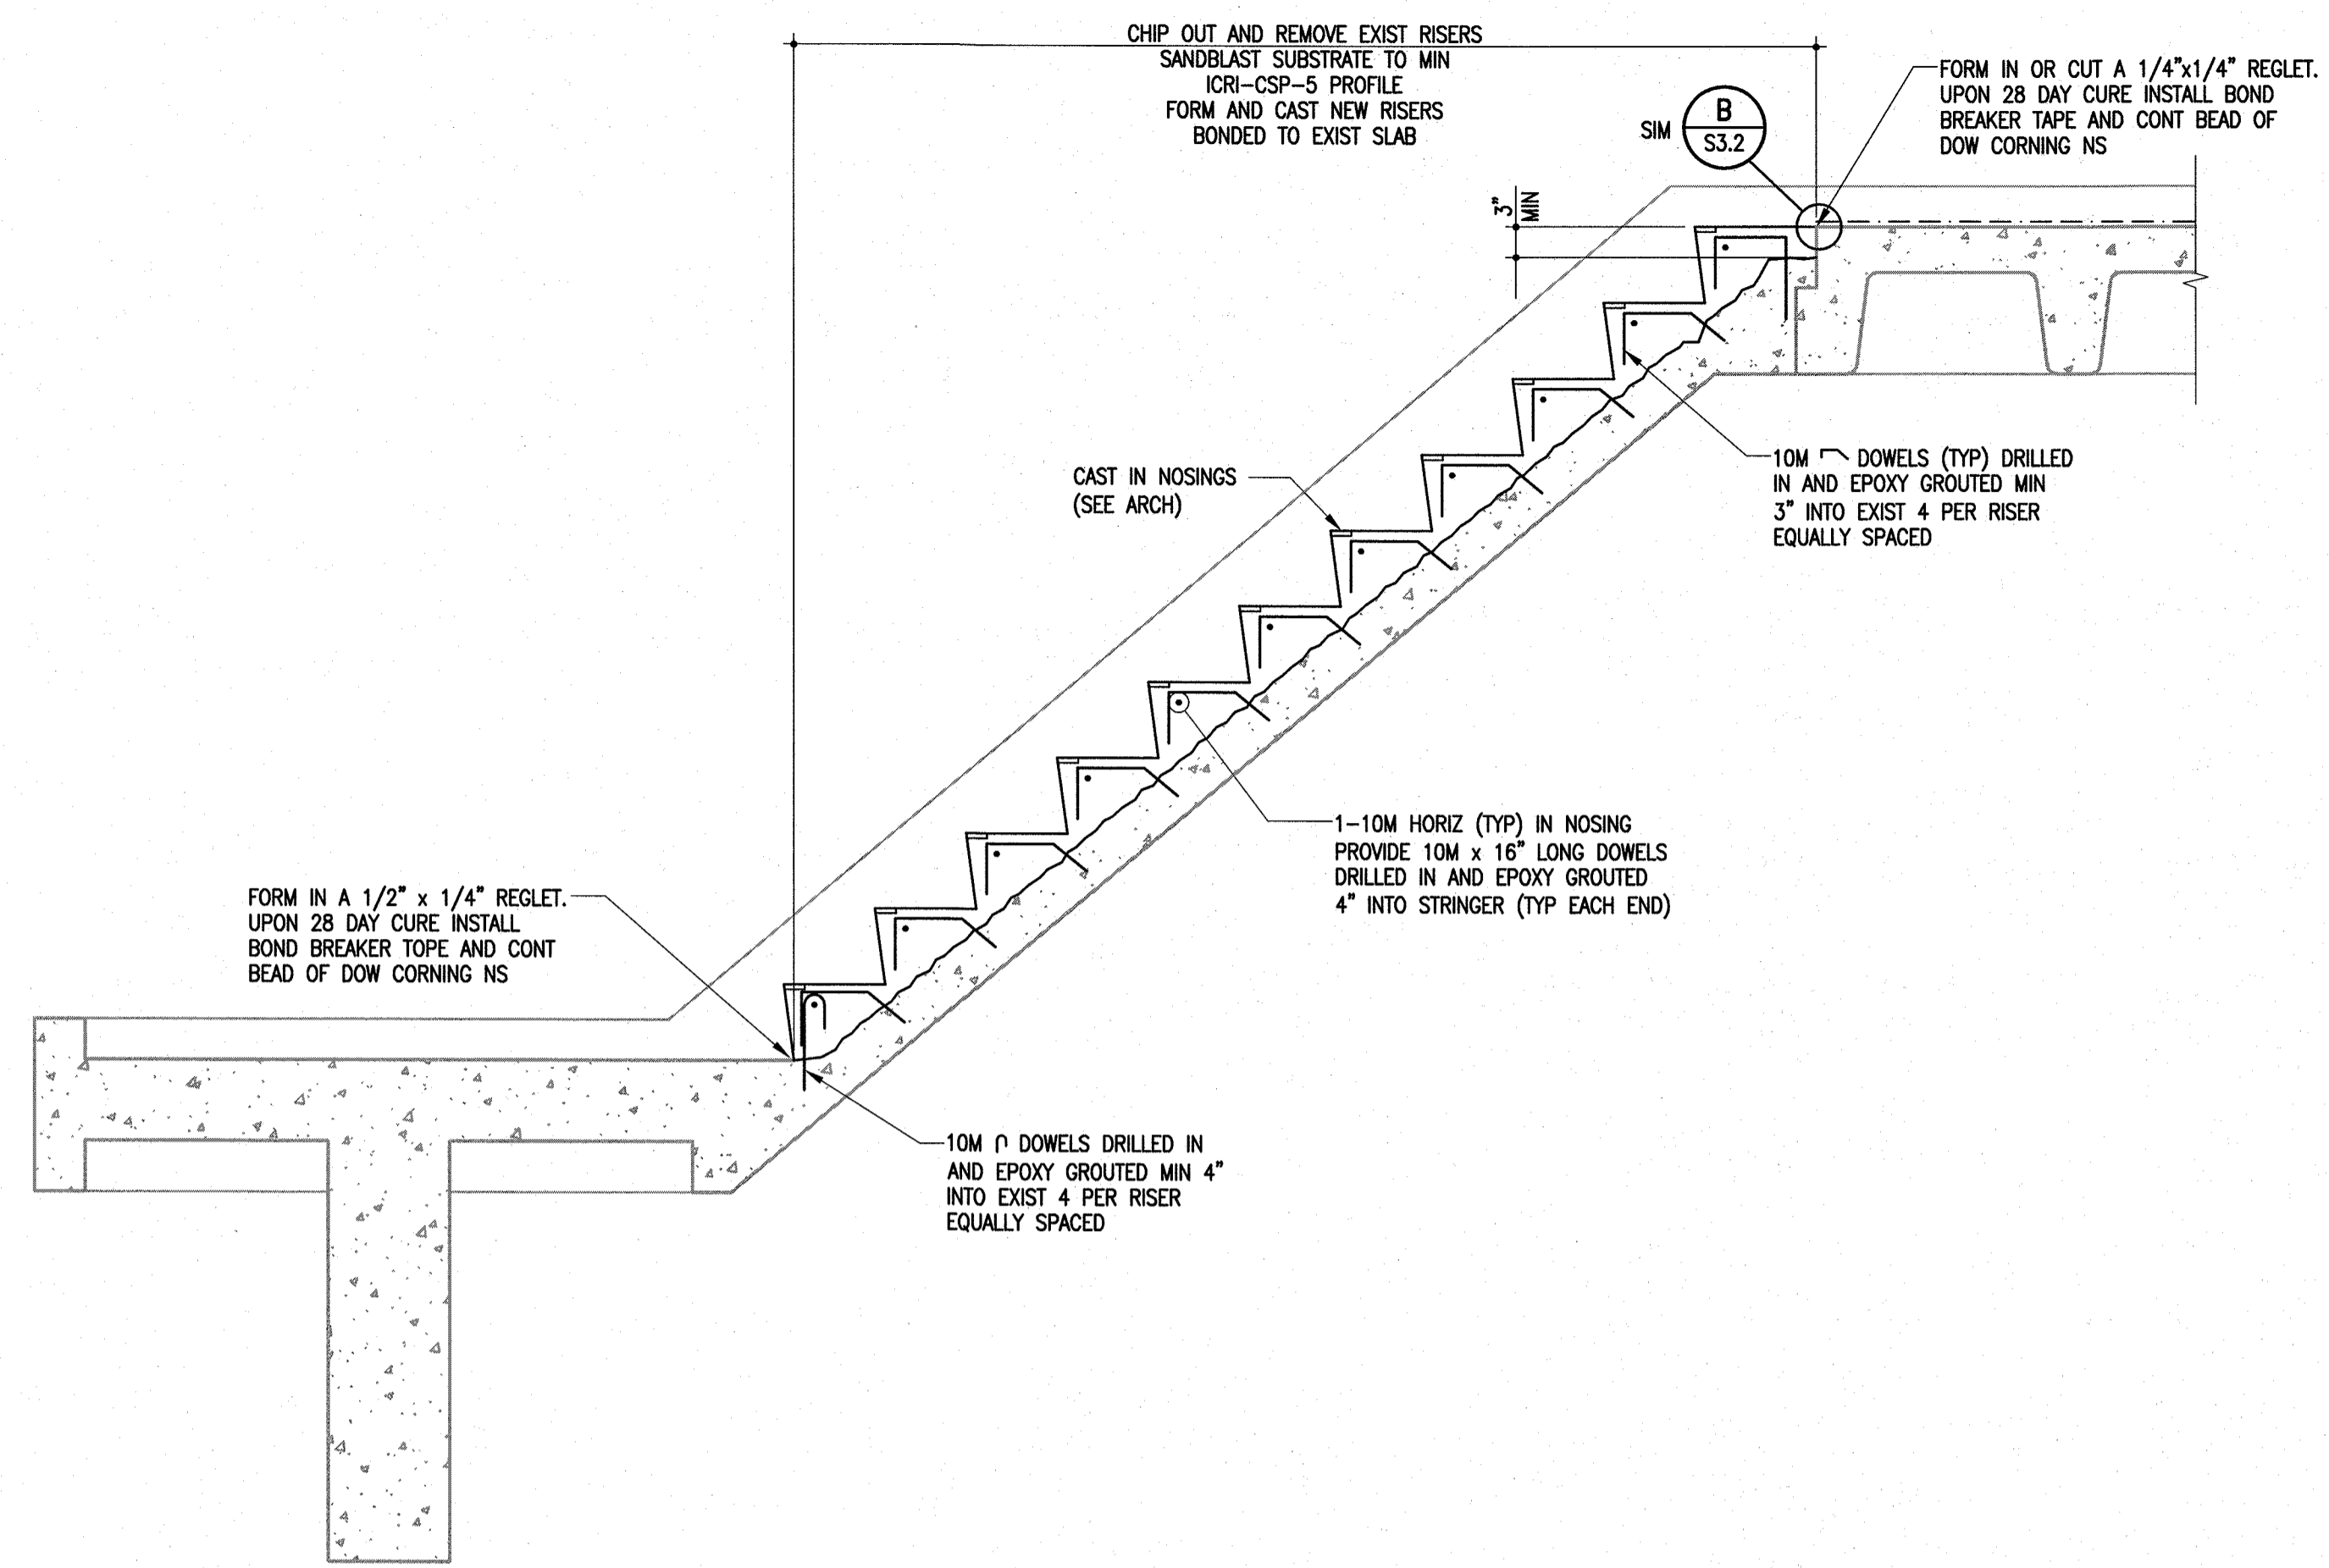 CHIP OUT AND REMOVE EXIST RISERS
SANDBLAST SUBSTRATE TO MIN
ICRI-CSP-5 PROFILE
FORM AND CAST NEW RISERS
BONDED TO EXIST SLAB
FORM IN OR CUT A 1/4"x1/4" REGLET.
UPON 28 DAY CURE INSTALL BOND
BREAKER TAPE AND CONT BEAD OF
DOW CORNING NS
SIM
B
S3.2
3"
MIN
10M DOWELS (TYP) DRILLED
IN AND EPOXY GROUTED MIN
3" INTO EXIST 4 PER RISER
EQUALLY SPACED
CAST IN NOSINGS
(SEE ARCH)
1-10M HORIZ (TYP) IN NOSING
PROVIDE 10M x 16" LONG DOWELS
DRILLED IN AND EPOXY GROUTED
4" INTO STRINGER (TYP EACH END)
FORM IN A 1/2" x 1/4" REGLET.
UPON 28 DAY CURE INSTALL
BOND BREAKER TOPE AND CONT
BEAD OF DOW CORNING NS
10M DOWELS DRILLED IN
AND EPOXY GROUTED MIN 4"
INTO EXIST 4 PER RISER
EQUALLY SPACED